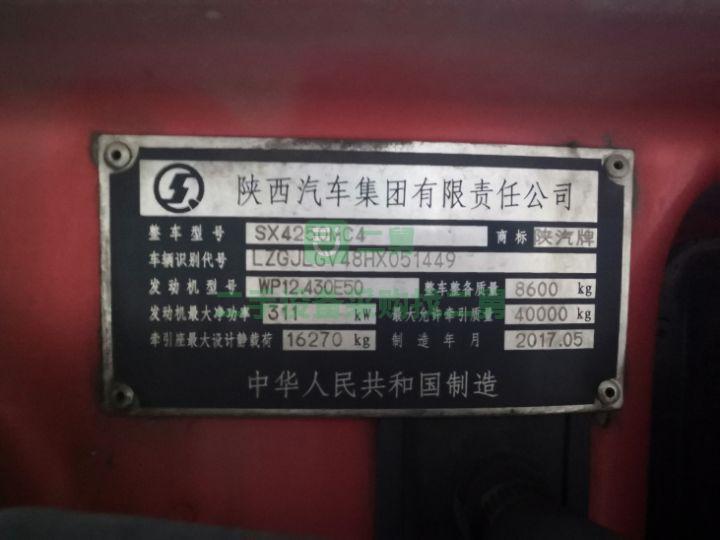 陕西汽车集团有限责任公司
整车型号 SX4250MC4 商标 陕汽牌
车辆识别代号 LZGJLGV48HX051449
发动机型号 WP12.430E50 整车整备质量 8600 kg
发动机最大净功率 311 kW 最大允许牵引质量 40000 kg
牵引座最大设计静载荷 16270 kg 制造年月 2017.05
中华人民共和国制造